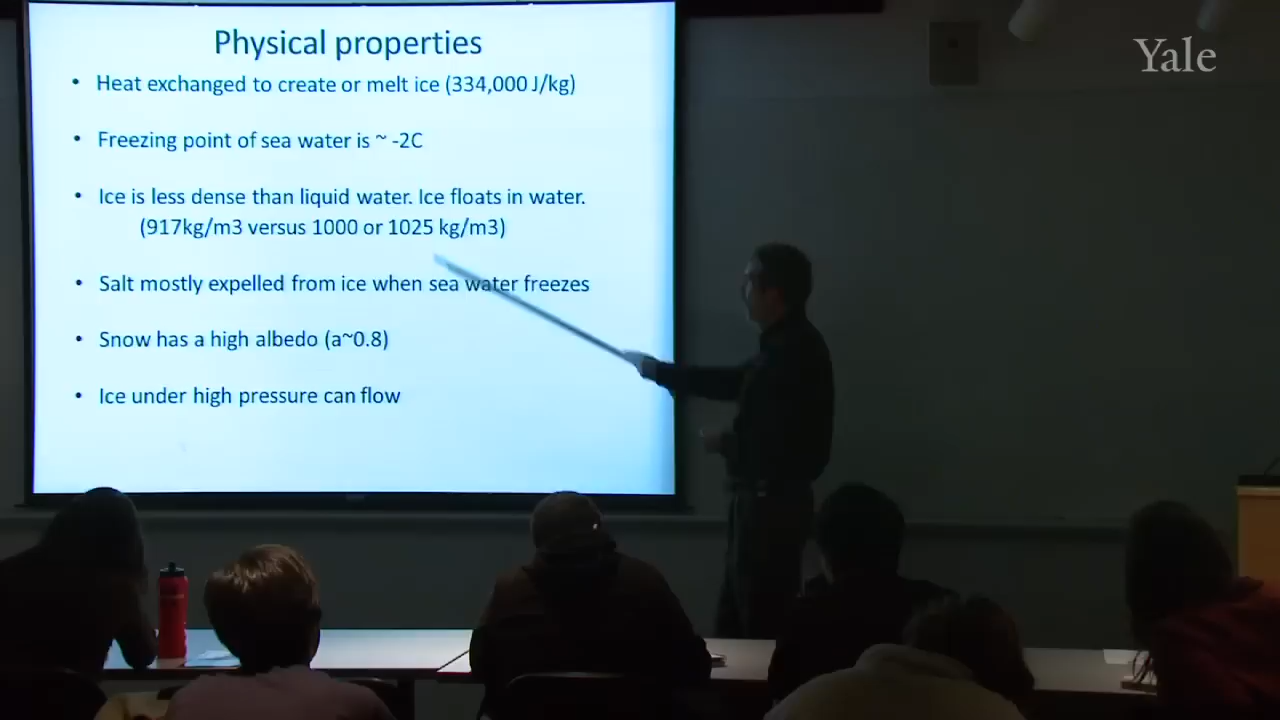 Yale
Physical properties
• Heat exchanged to create or melt ice (334,000 J/kg)
• Freezing point of sea water is ~ -2C
• Ice is less dense than liquid water. Ice floats in water.
(917kg/m3 versus 1000 or 1025 kg/m3)
• Salt mostly expelled from ice when sea water freezes
• Snow has a high albedo (a~0.8)
• Ice under high pressure can flow